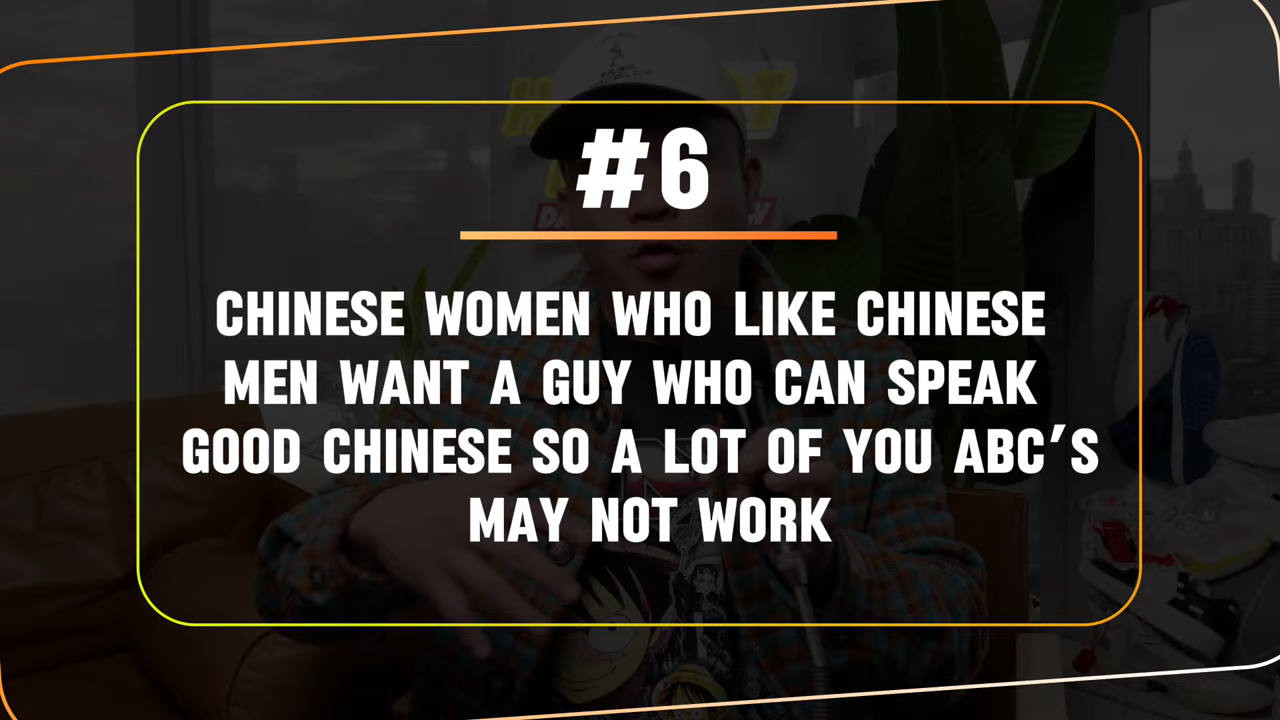 #6
CHINESE WOMEN WHO LIKE CHINESE
MEN WANT A GUY WHO CAN SPEAK
GOOD CHINESE SO A LOT OF YOU ABC'S
MAY NOT WORK